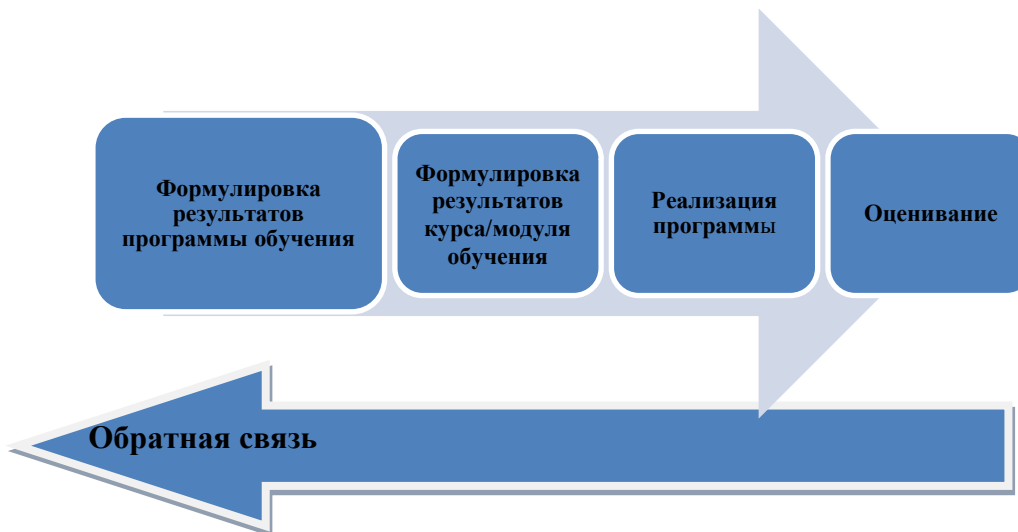 Формулировка
результатов
программы обучения
Формулировка
результатов
курса/модуля
обучения
Реализация
программы
Оценивание
Обратная связь